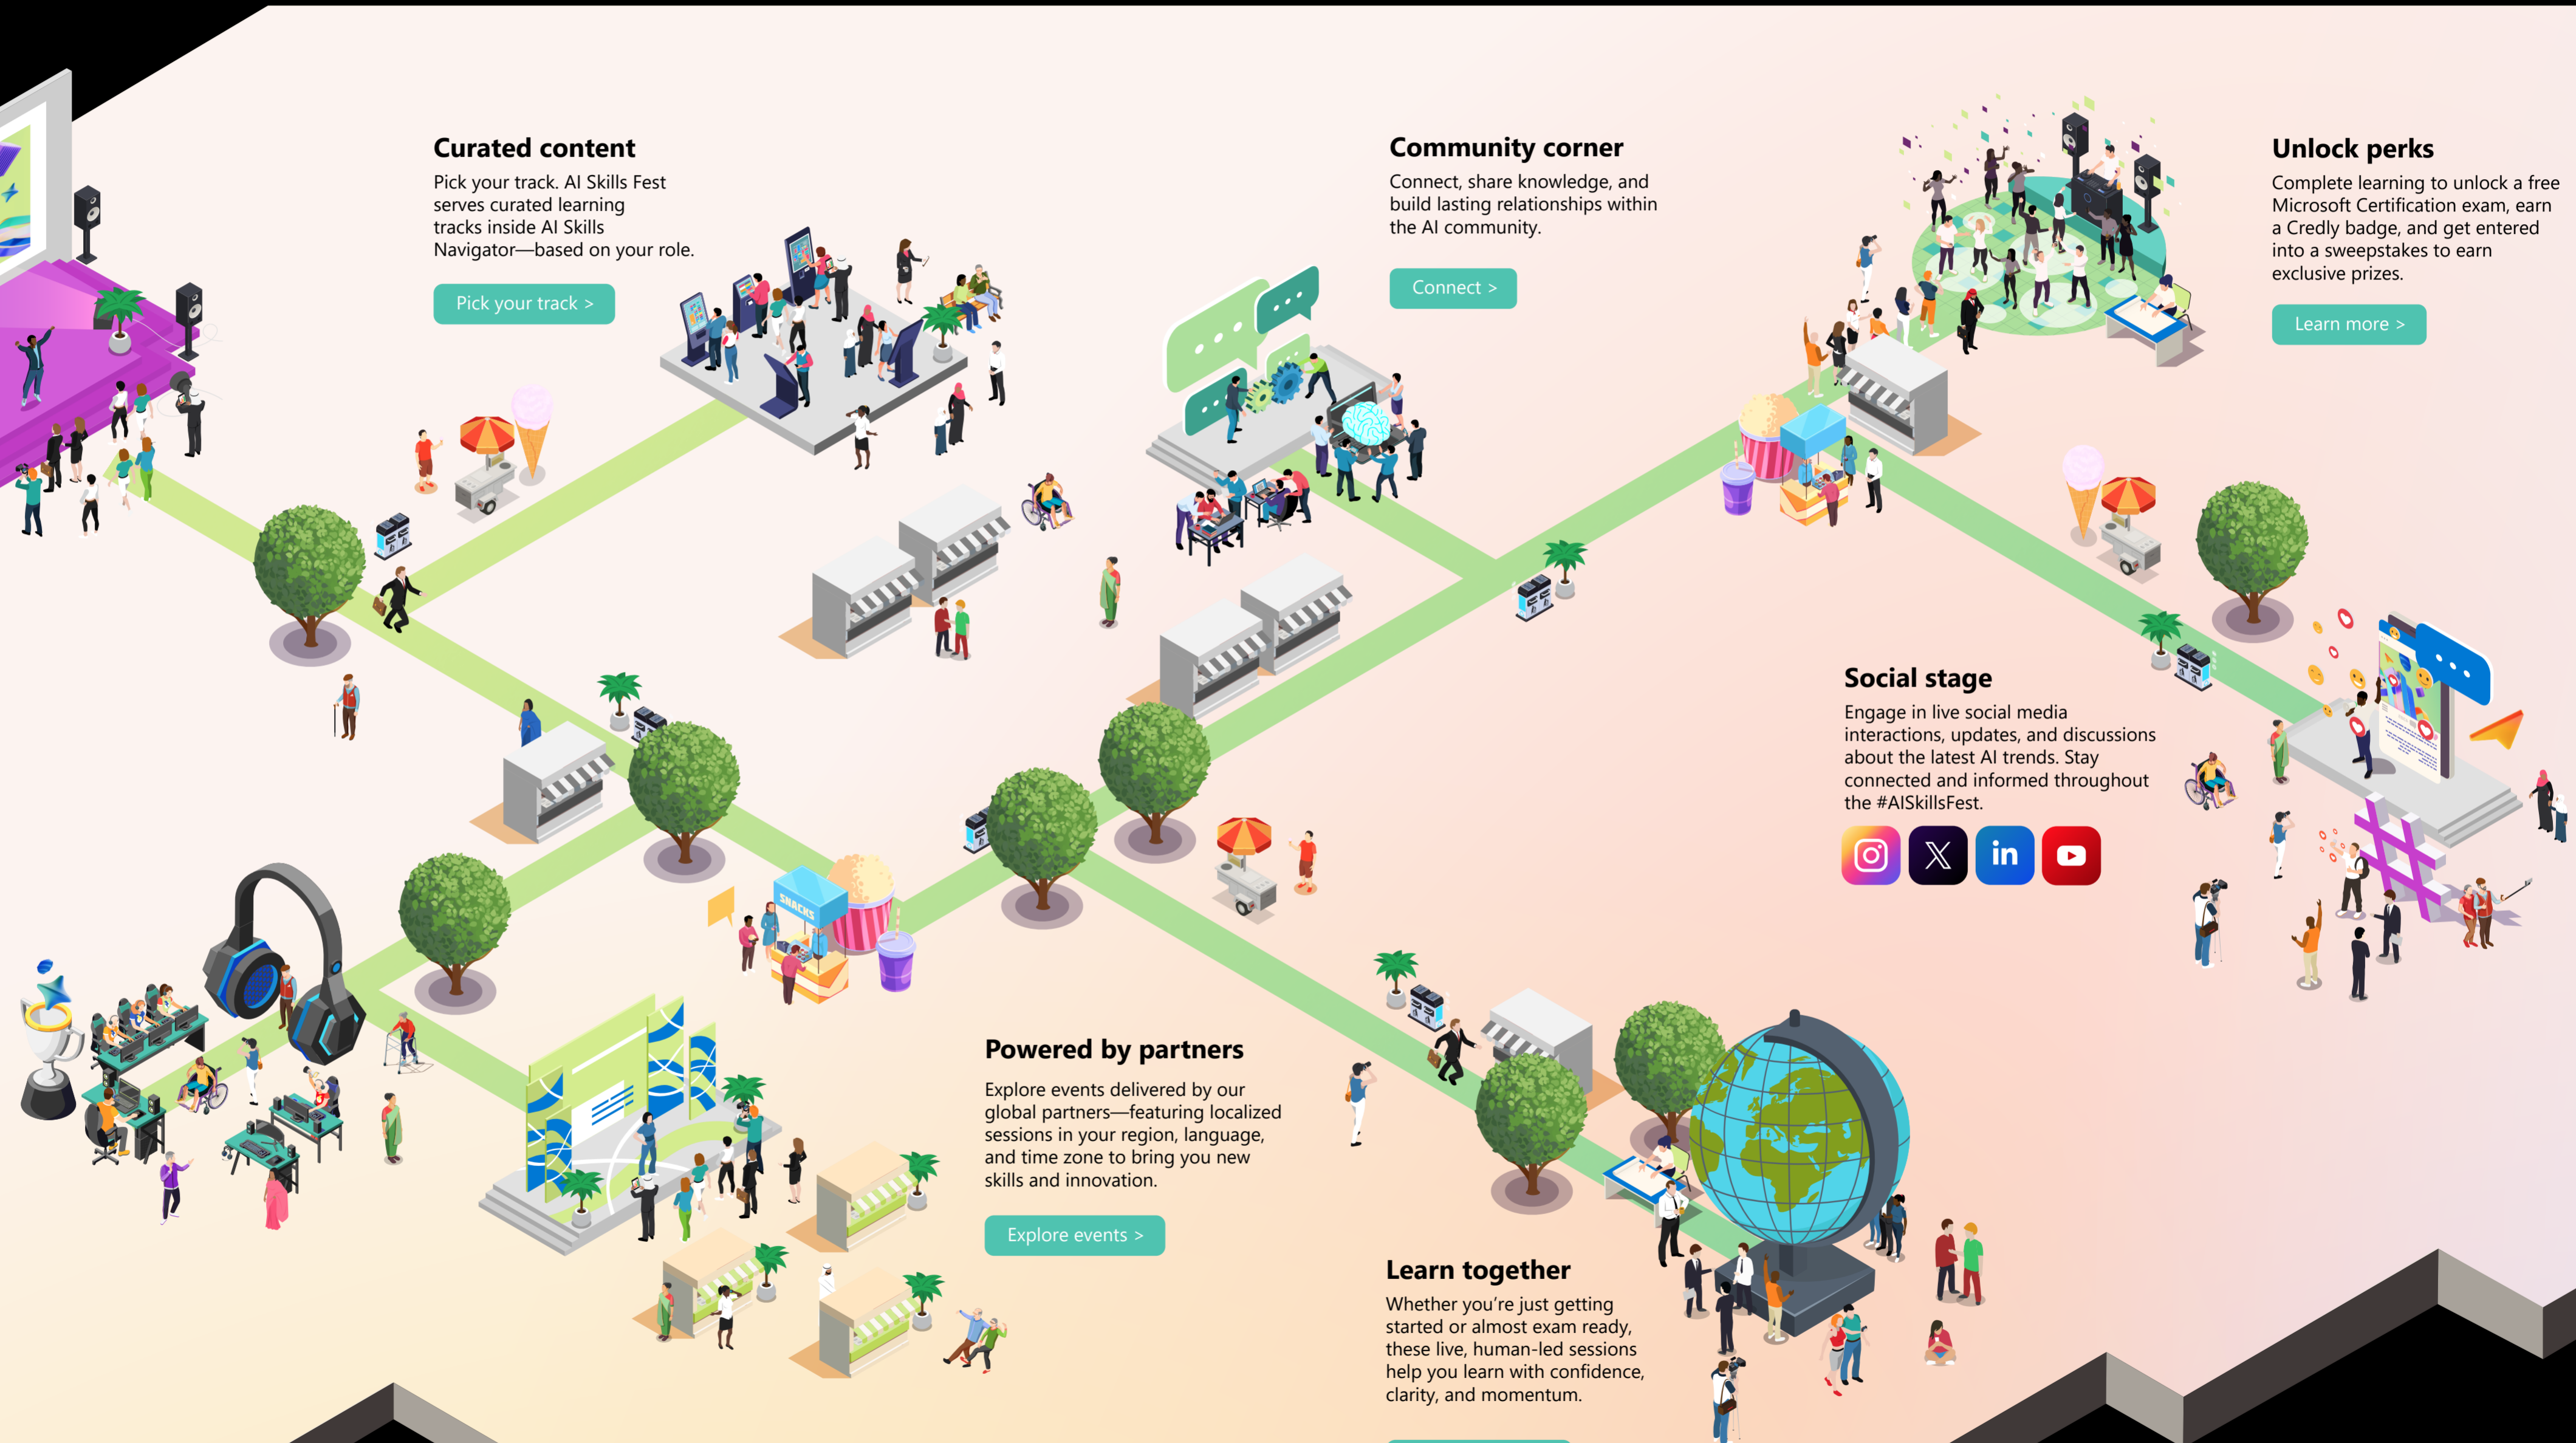 Curated content
Pick your track. AI Skills Fest
serves curated learning
tracks inside AI Skills
Navigator—based on your role.
Pick your track >
Community corner
Connect, share knowledge, and
build lasting relationships within
the AI community.
Connect >
Unlock perks
Complete learning to unlock a free
Microsoft Certification exam, earn
a Credly badge, and get entered
into a sweepstakes to earn
exclusive prizes.
Learn more >
Social stage
Engage in live social media
interactions, updates, and discussions
about the latest AI trends. Stay
connected and informed throughout
the #AISkillsFest.
in
SNACKS
Powered by partners
Explore events delivered by our
global partners—featuring localized
sessions in your region, language,
and time zone to bring you new
skills and innovation.
Explore events >
Learn together
Whether you’re just getting
started or almost exam ready,
these live, human-led sessions
help you learn with confidence,
clarity, and momentum.